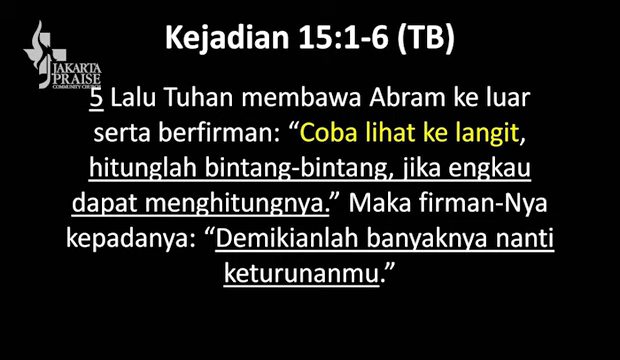 Kejadian 15:1-6 (TB)
JAKARTA
PRAISE
COMMUNITY CHURCH
5 Lalu Tuhan membawa Abram ke luar
serta berfirman: “Coba lihat ke langit,
hitunglah bintang-bintang, jika engkau
dapat menghitungnya.” Maka firman-Nya
kepadanya: “Demikianlah banyaknya nanti
keturunanmu.”